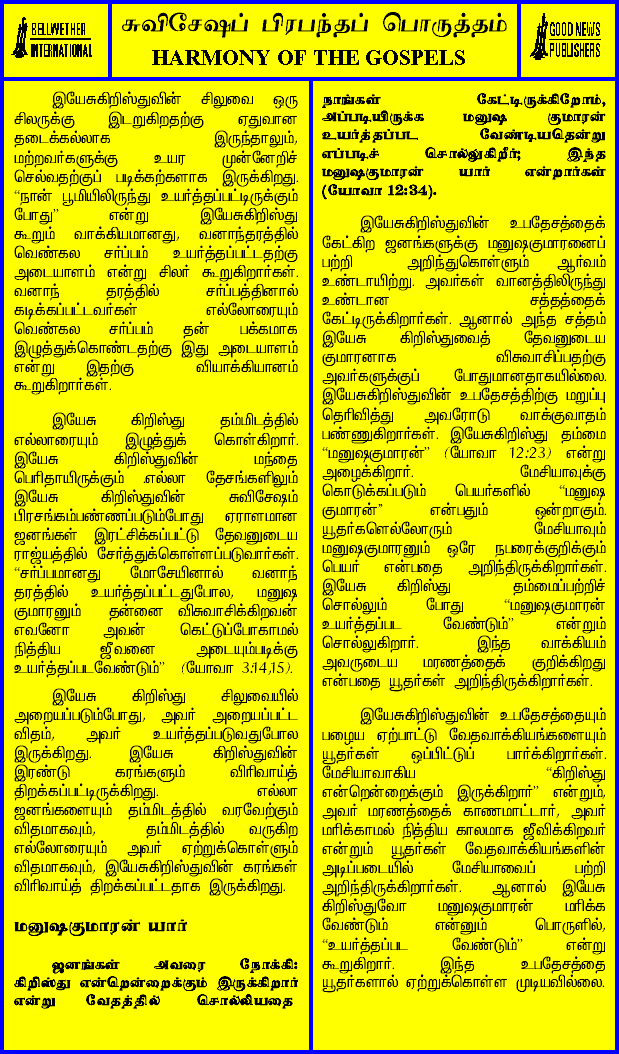 BELLWETHER
INTERNATIONAL
சுவிசேஷப் பிரபந்தப் பொருத்தம்
HARMONY OF THE GOSPELS
GOOD NEWS
PUBLISHERS
இயேசுகிறிஸ்துவின் சிலுவை ஒரு
சிலருக்கு இடறுகிறதற்கு ஏதுவான
தடைக்கல்லாக இருந்தாலும்,
மற்றவர்களுக்கு உயர முன்னேறிச்
செல்வதற்குப் படிக்கற்களாக இருக்கிறது.
“நான் பூமியிலிருந்து உயர்த்தப்பட்டிருக்கும்
போது” என்று இயேசுகிறிஸ்து
கூறும் வாக்கியமானது, வனாந்தரத்தில்
வெண்கல சர்ப்பம் உயர்த்தப்பட்டதற்கு
அடையாளம் என்று சிலர் கூறுகிறார்கள்.
வனாந் தரத்தில் சர்ப்பத்தினால்
கடிக்கப்பட்டவர்கள் எல்லோரையும்
வெண்கல சர்ப்பம் தன் பக்கமாக
இழுத்துக்கொண்டதற்கு இது அடையாளம்
என்று இதற்கு வியாக்கியானம்
கூறுகிறார்கள்.
இயேசு கிறிஸ்து தம்மிடத்தில்
எல்லாரையும் இழுத்துக் கொள்கிறார்.
இயேசு கிறிஸ்துவின் மந்தை
பெரிதாயிருக்கும் .எல்லா தேசங்களிலும்
இயேசு கிறிஸ்துவின் சுவிசேஷம்
பிரசங்கம்பண்ணப்படும்போது ஏராளமான
ஜனங்கள் இரட்சிக்கப்பட்டு தேவனுடைய
ராஜ்யத்தில் சேர்த்துக்கொள்ளப்படுவார்கள்.
“சர்ப்பமானது மோசேயினால் வனாந்
தரத்தில் உயர்த்தப்பட்டதுபோல, மனுஷ
குமாரனும் தன்னை விசுவாசிக்கிறவன்
எவனோ அவன் கெட்டுப்போகாமல்
நித்திய ஜீவனை அடையும்படிக்கு
உயர்த்தப்படவேண்டும்” (யோவா 3:14,15).
இயேசு கிறிஸ்து சிலுவையில்
அறையப்படும்போது, அவர் அறையப்பட்ட
விதம், அவர் உயர்த்தப்படுவதுபோல
இருக்கிறது. இயேசு கிறிஸ்துவின்
இரண்டு கரங்களும் விரிவாய்த்
திறக்கப்பட்டிருக்கிறது. எல்லா
ஜனங்களையும் தம்மிடத்தில் வரவேற்கும்
விதமாகவும், தம்மிடத்தில் வருகிற
எல்லோரையும் அவர் ஏற்றுக்கொள்ளும்
விதமாகவும், இயேசுகிறிஸ்துவின் கரங்கள்
விரிவாய்த் திறக்கப்பட்டதாக இருக்கிறது.
மனுஷகுமாரன் யார்
ஜனங்கள் அவரை நோக்கி:
கிறிஸ்து என்றென்றைக்கும் இருக்கிறார்
என்று வேதத்தில் சொல்லியதை
நாங்கள் கேட்டிருக்கிறோம்,
அப்படியிருக்க மனுஷ குமாரன்
உயர்த்தப்பட வேண்டியதென்று
எப்படிச் சொல்லுகிறீர்; இந்த
மனுஷகுமாரன் யார் என்றார்கள்
(யோவா 12:34).
இயேசுகிறிஸ்துவின் உபதேசத்தைக்
கேட்கிற ஜனங்களுக்கு மனுஷகுமாரனைப்
பற்றி அறிந்துகொள்ளும் ஆர்வம்
உண்டாயிற்று. அவர்கள் வானத்திலிருந்து
உண்டான சத்தத்தைக்
கேட்டிருக்கிறார்கள். ஆனால் அந்த சத்தம்
இயேசு கிறிஸ்துவைத் தேவனுடைய
குமாரனாக விசுவாசிப்பதற்கு
அவர்களுக்குப் போதுமானதாகயில்லை.
இயேசுகிறிஸ்துவின் உபதேசத்திற்கு மறுப்பு
தெரிவித்து அவரோடு வாக்குவாதம்
பண்ணுகிறார்கள். இயேசுகிறிஸ்து தம்மை
“மனுஷகுமாரன்” (யோவா 12:23) என்று
அழைக்கிறார். மேசியாவுக்கு
கொடுக்கப்படும் பெயர்களில் “மனுஷ
குமாரன்” என்பதும் ஒன்றாகும்.
யூதர்களெல்லோரும் மேசியாவும்
மனுஷகுமாரனும் ஒரே நபரைக்குறிக்கும்
பெயர் என்பதை அறிந்திருக்கிறார்கள்.
இயேசு கிறிஸ்து தம்மைப்பற்றிச்
சொல்லும் போது “மனுஷகுமாரன்
உயர்த்தப்பட வேண்டும்” என்றும்
சொல்லுகிறார். இந்த வாக்கியம்
அவருடைய மரணத்தைக் குறிக்கிறது
என்பதை யூதர்கள் அறிந்திருக்கிறார்கள்.
இயேசுகிறிஸ்துவின் உபதேசத்தையும்
பழைய ஏற்பாட்டு வேதவாக்கியங்களையும்
யூதர்கள் ஒப்பிட்டுப் பார்க்கிறார்கள்.
மேசியாவாகிய “கிறிஸ்து
என்றென்றைக்கும் இருக்கிறார்” என்றும்,
அவர் மரணத்தைக் காணமாட்டார், அவர்
மரிக்காமல் நித்திய காலமாக ஜீவிக்கிறவர்
என்றும் யூதர்கள் வேதவாக்கியங்களின்
அடிப்படையில் மேசியாவைப் பற்றி
அறிந்திருக்கிறார்கள். ஆனால் இயேசு
கிறிஸ்துவோ மனுஷகுமாரன் மரிக்க
வேண்டும் என்னும் பொருளில்,
“உயர்த்தப்பட வேண்டும்” என்று
கூறுகிறார். இந்த உபதேசத்தை
யூதர்களால் ஏற்றுக்கொள்ள முடியவில்லை.